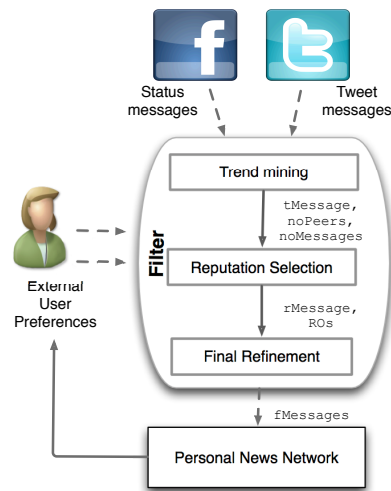 f
t
Status
messages
Tweet
messages
Trend mining
tMessage,
noPeers,
noMessages
Filter
Reputation Selection
External
User
Preferences
rMessage,
ROs
Final Refinement
fMessages
Personal News Network